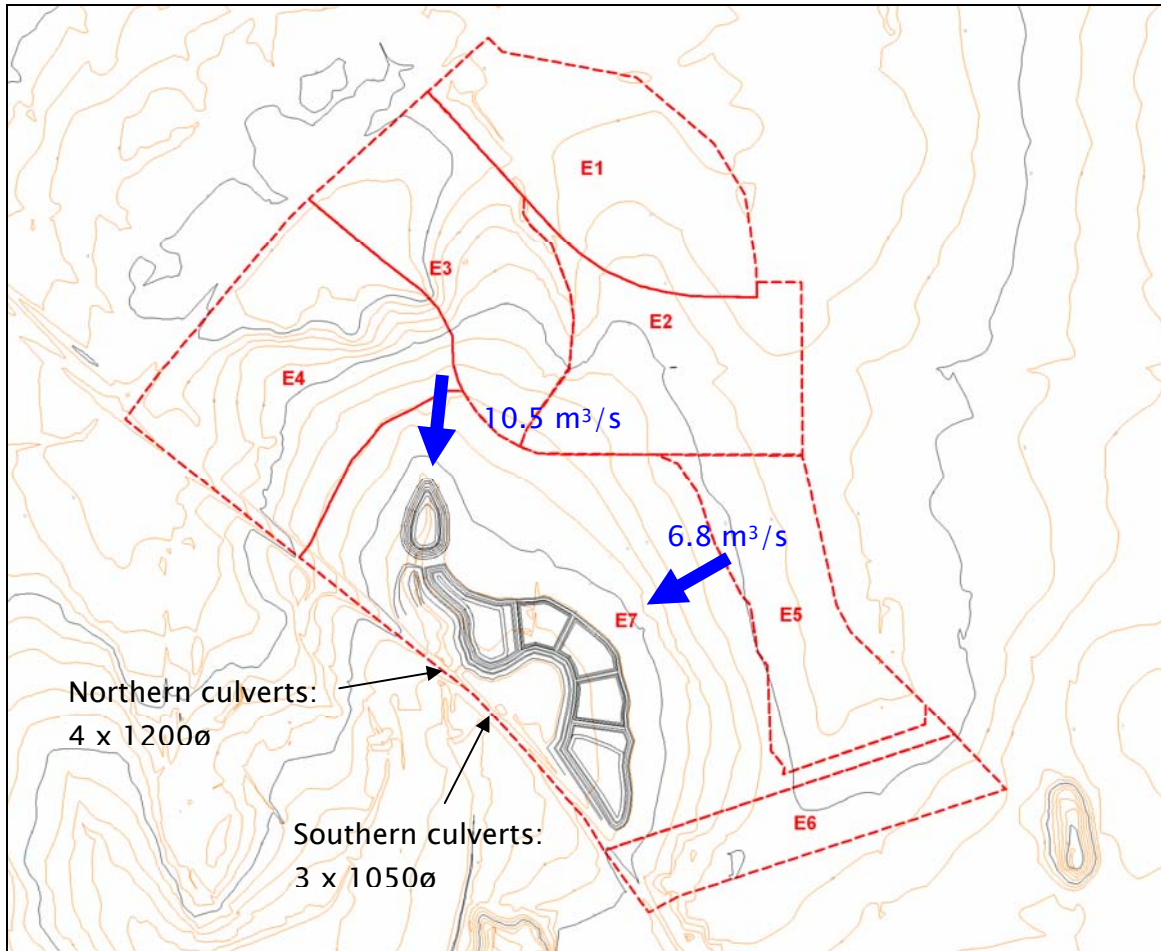 E1
E3
E2
E4
10.5 m³/s
6.8 m³/s
E5
E7
Northern culverts:
4 x 1200ø
Southern culverts:
3 x 1050ø
E6